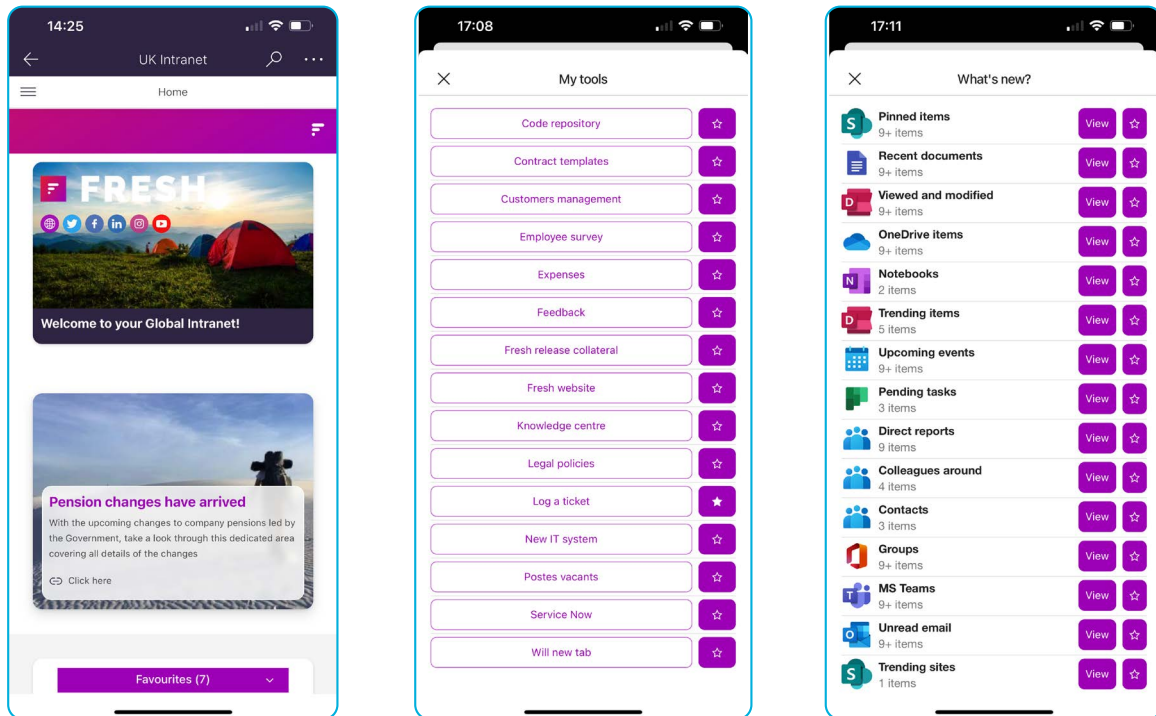 14:25
UK Intranet
Home
FRESH
Welcome to your Global Intranet!
Pension changes have arrived
With the upcoming changes to company pensions led by
the Government, take a look through this dedicated area
covering all details of the changes
Click here
Favourites (7)
17:08
My tools
Code repository
Contract templates
Customers management
Employee survey
Expenses
Feedback
Fresh release collateral
Fresh website
Knowledge centre
Legal policies
Log a ticket
New IT system
Postes vacants
Service Now
Will new tab
17:11
What's new?
Pinned items
View
9+ items
Recent documents
View
9+ items
Viewed and modified
View
9+ items
OneDrive items
View
9+ items
Notebooks
View
2 items
Trending items
View
5 items
Upcoming events
View
9+ items
Pending tasks
View
3 items
Direct reports
View
9 items
Colleagues around
View
4 items
Contacts
View
3 items
Groups
View
9+ items
MS Teams
View
9+ items
Unread email
View
9+ items
Trending sites
View
1 items